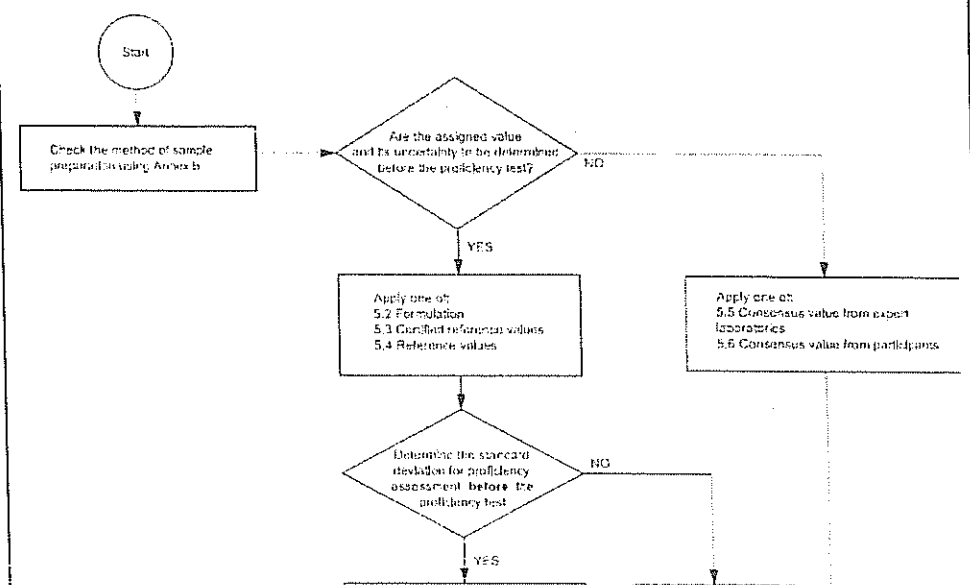 Start
Check the method of sample
preparation using Annex B
Are the assigned value
and its uncertainty to be determined
before the proficiency test?
NO
YES
Apply one of:
5.2 Formulation
5.3 Certified reference values
5.4 Reference values
Apply one of:
5.5 Consensus value from expert
laboratories
5.6 Consensus value from participants
Determine the standard
deviation for proficiency
assessment before the
proficiency test
NO
YES